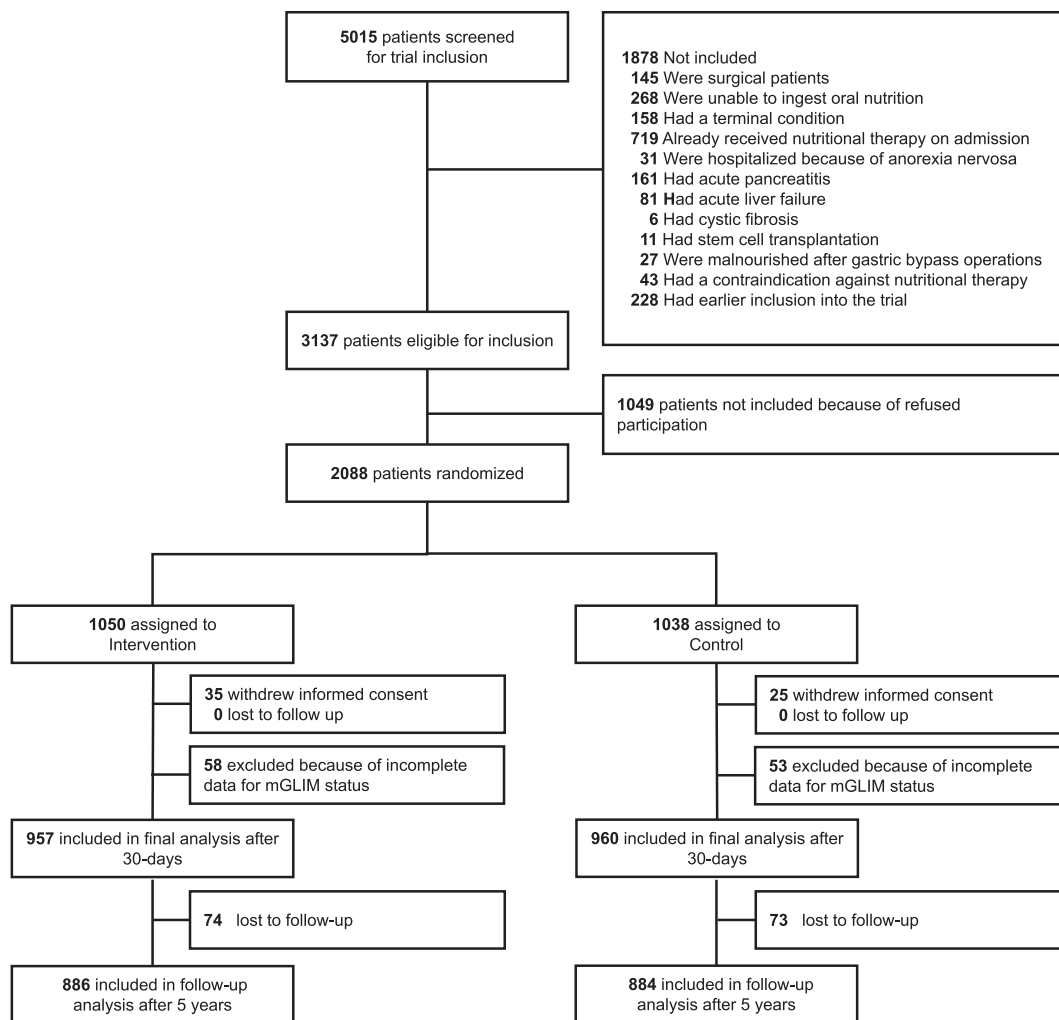 5015 patients screened
for trial inclusion
1878 Not included
145 Were surgical patients
268 Were unable to ingest oral nutrition
158 Had a terminal condition
719 Already received nutritional therapy on admission
31 Were hospitalized because of anorexia nervosa
161 Had acute pancreatitis
81 Had acute liver failure
6 Had cystic fibrosis
11 Had stem cell transplantation
27 Were malnourished after gastric bypass operations
43 Had a contraindication against nutritional therapy
228 Had earlier inclusion into the trial
3137 patients eligible for inclusion
1049 patients not included because of refused
participation
2088 patients randomized
1050 assigned to
Intervention
35 withdrew informed consent
0 lost to follow up
58 excluded because of incomplete
data for mGLIM status
957 included in final analysis after
30-days
74 lost to follow-up
886 included in follow-up
analysis after 5 years
1038 assigned to
Control
25 withdrew informed consent
0 lost to follow up
53 excluded because of incomplete
data for mGLIM status
960 included in final analysis after
30-days
73 lost to follow-up
884 included in follow-up
analysis after 5 years